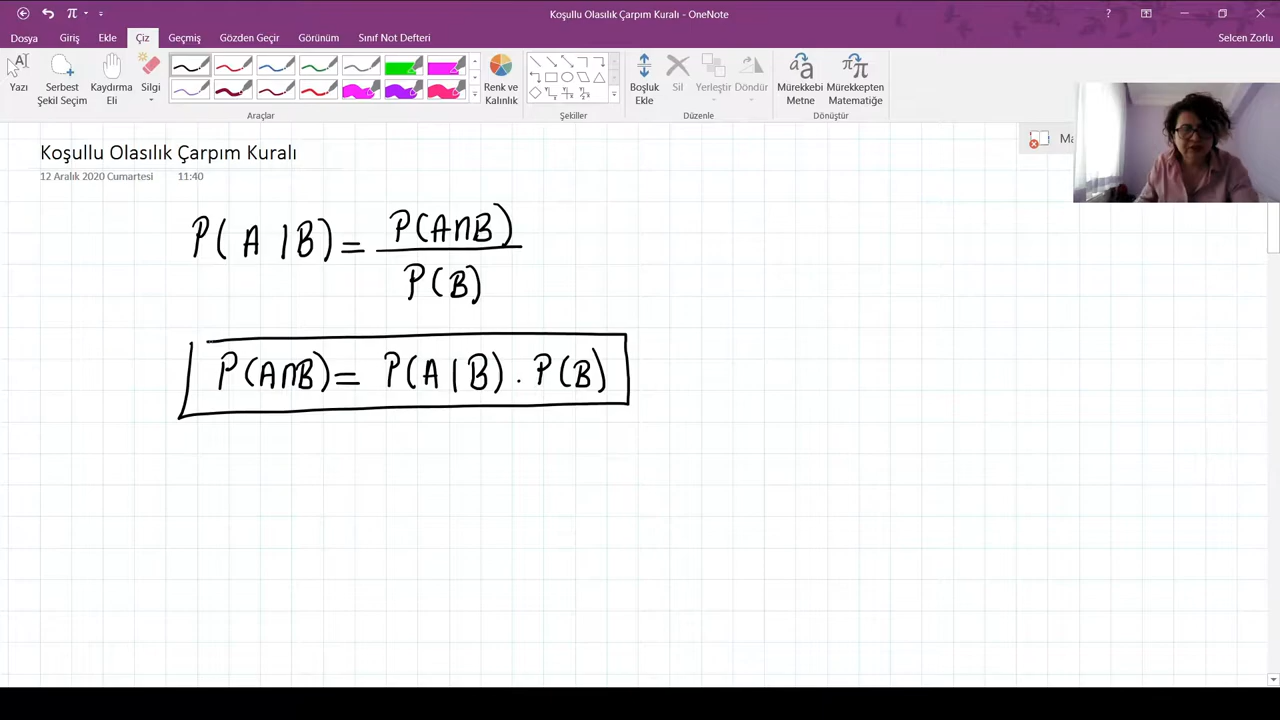 Koşullu Olasılık Çarpım Kuralı - OneNote
?
Dosya Giriş Ekle Çiz Geçmiş Gözden Geçir Görünüm Sınıf Not Defteri Selcen Zorlu
Yazı Serbest Şekil Seçim Kaydırma Eli Silgi Renk ve Kalınlık Boşluk Ekle Sil Yerleştir Döndür Mürekkebi Metne Mürekkepten Matematiğe
Araçlar Şekiller Düzenle Dönüştür
Koşullu Olasılık Çarpım Kuralı
12 Aralık 2020 Cumartesi 11:40
P(A|B) = P(A∩B) / P(B)
P(A∩B) = P(A|B) . P(B)